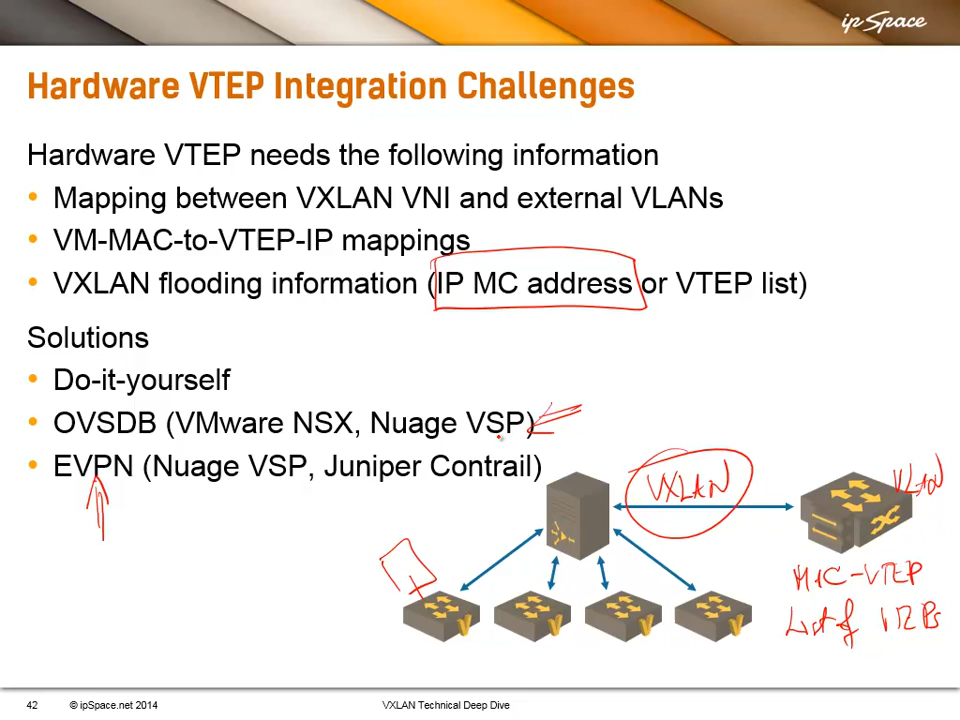 ip Space
Hardware VTEP Integration Challenges
Hardware VTEP needs the following information
• Mapping between VXLAN VNI and external VLANs
• VM-MAC-to-VTEP-IP mappings
• VXLAN flooding information (IP MC address or VTEP list)
Solutions
• Do-it-yourself
• OVSDB (VMware NSX, Nuage VSP)
• EVPN (Nuage VSP, Juniper Contrail)
VXLAN
VLAN
MAC-VTEP
List of VTEPs
42 © ipSpace.net 2014 VXLAN Technical Deep Dive